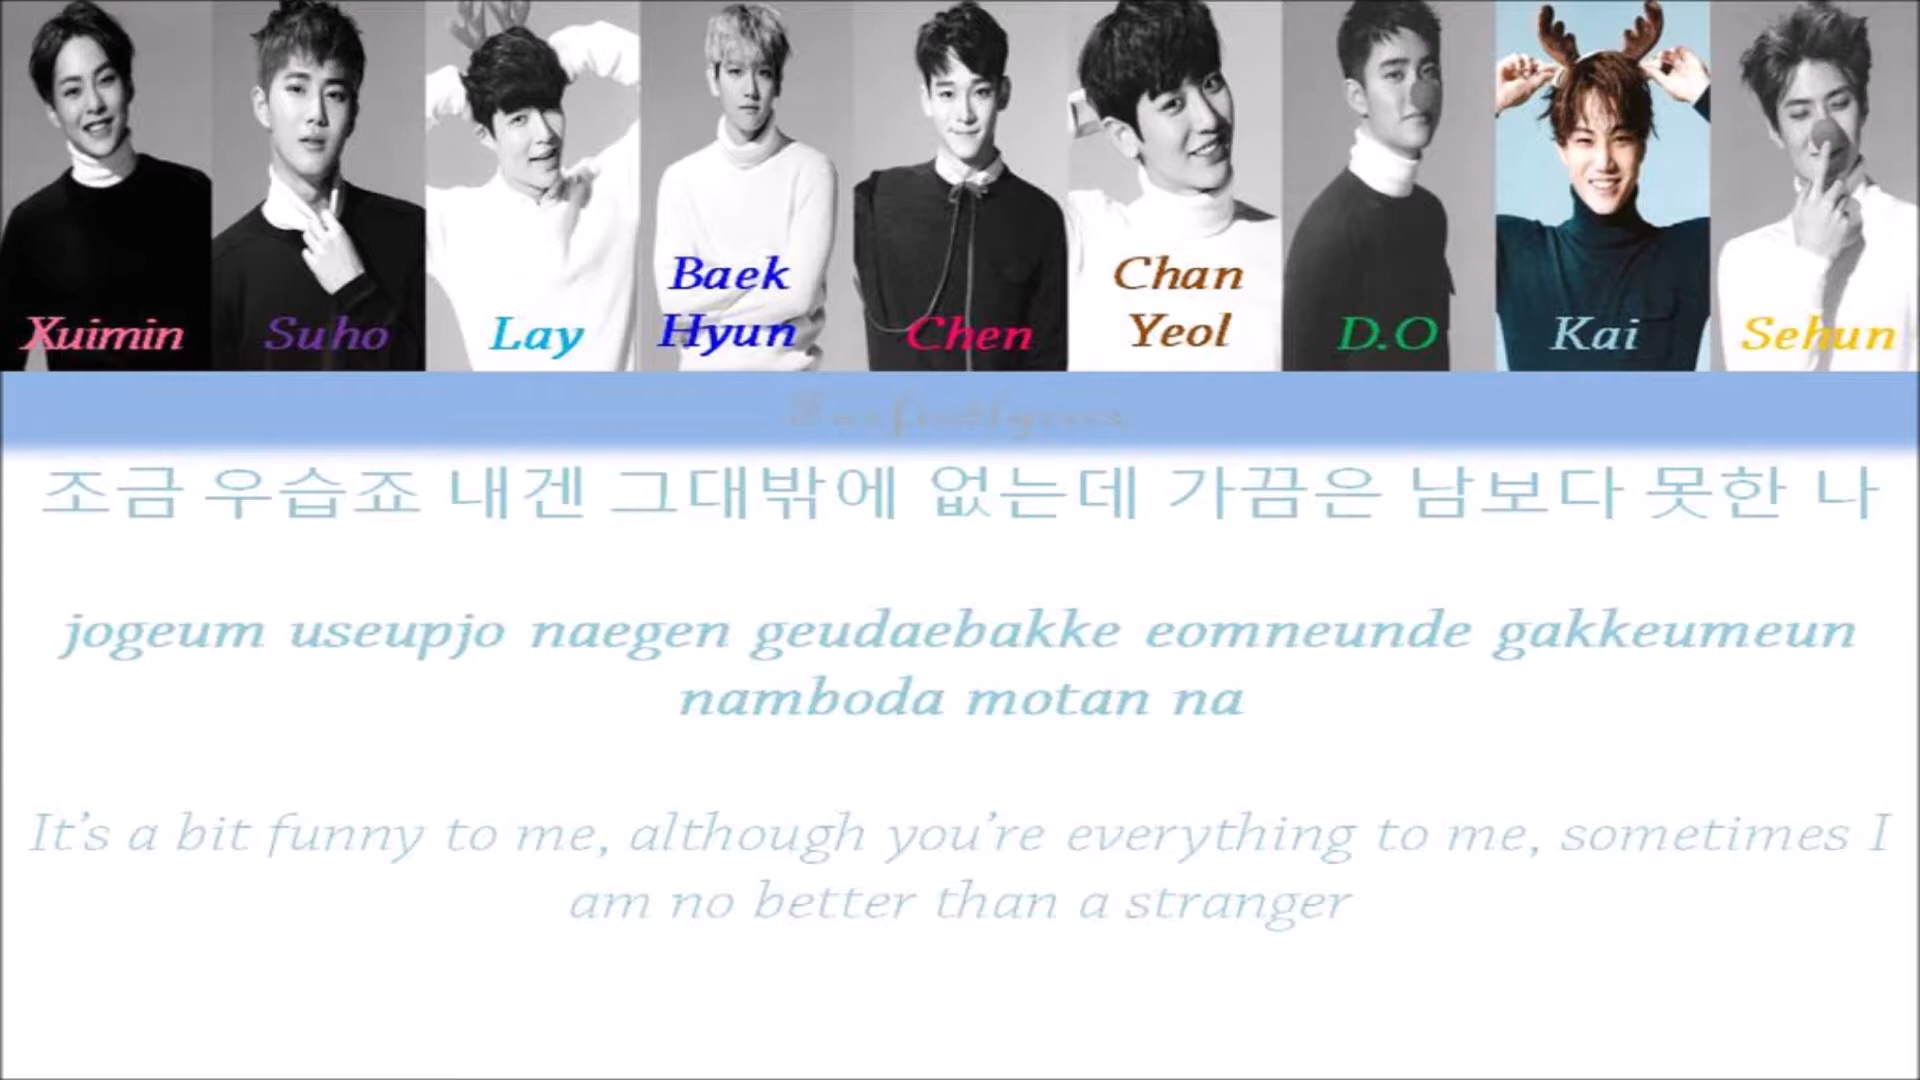 Xuimin
Suho
Lay
Baek
Hyun
Chen
Chan
Yeol
D.O
Kai
Sehun
조금 우습죠 내겐 그대밖에 없는데 가끔은 남보다 못한 나
jogeum useupjo naegen geudaebakke eomneunde gakkeumeun
namboda motan na
It's a bit funny to me, although you're everything to me, sometimes I
am no better than a stranger